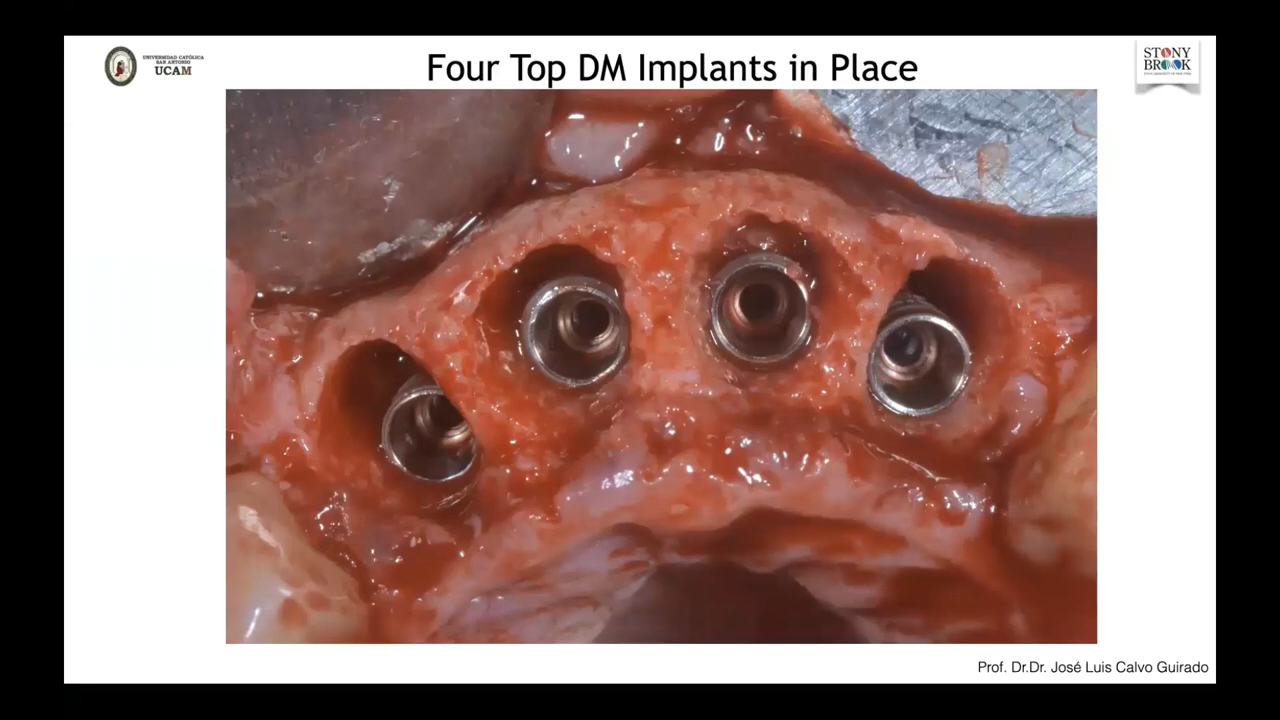 UNIVERSIDAD CATÓLICA
SAN ANTONIO
UCAM
Four Top DM Implants in Place
STONY
BROOK
Prof. Dr.Dr. José Luis Calvo Guirado